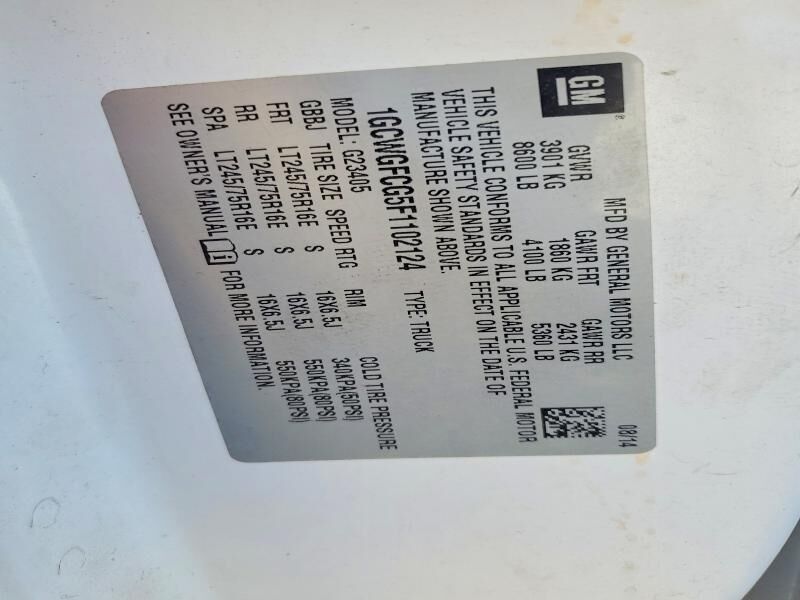 GM®
MFD BY GENERAL MOTORS LLC 08/14
GVWR GAWR FRT GAWR RR
3901 KG 1860 KG 2431 KG
8600 LB 4100 LB 5360 LB
THIS VEHICLE CONFORMS TO ALL APPLICABLE U.S. FEDERAL MOTOR
VEHICLE SAFETY STANDARDS IN EFFECT ON THE DATE OF
MANUFACTURE SHOWN ABOVE.
1GCWGFCG5F1102124 TYPE: TRUCK
MODEL: G23405
GBBJ TIRE SIZE SPEED RTG RIM COLD TIRE PRESSURE
FRT LT245/75R16E S 16X6.5J 340KPA(50PSI)
RR LT245/75R16E S 16X6.5J 550KPA(80PSI)
SPA LT245/75R16E S 16X6.5J 550KPA(80PSI)
SEE OWNER'S MANUAL FOR MORE INFORMATION.